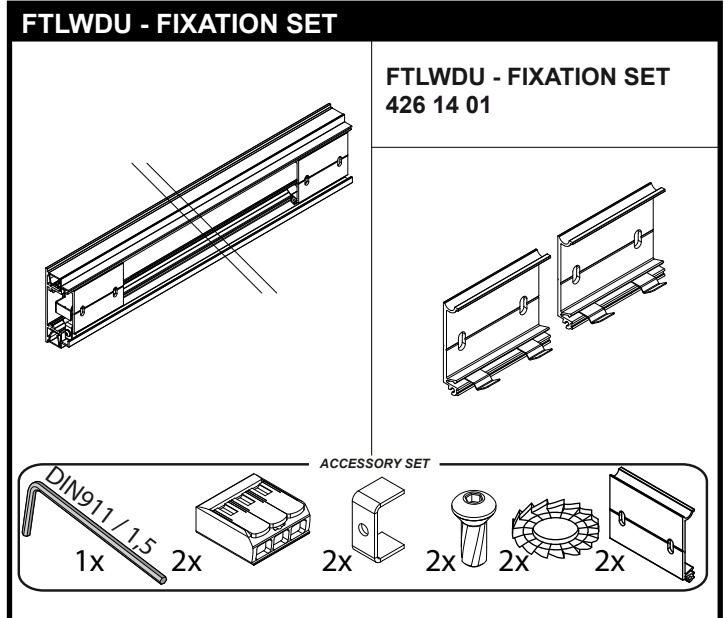 FTLWDU - FIXATION SET
FTLWDU - FIXATION SET
426 14 01
ACCESSORY SET
DIN911 / 1,5
1x
2x
2x
2x
2x
2x